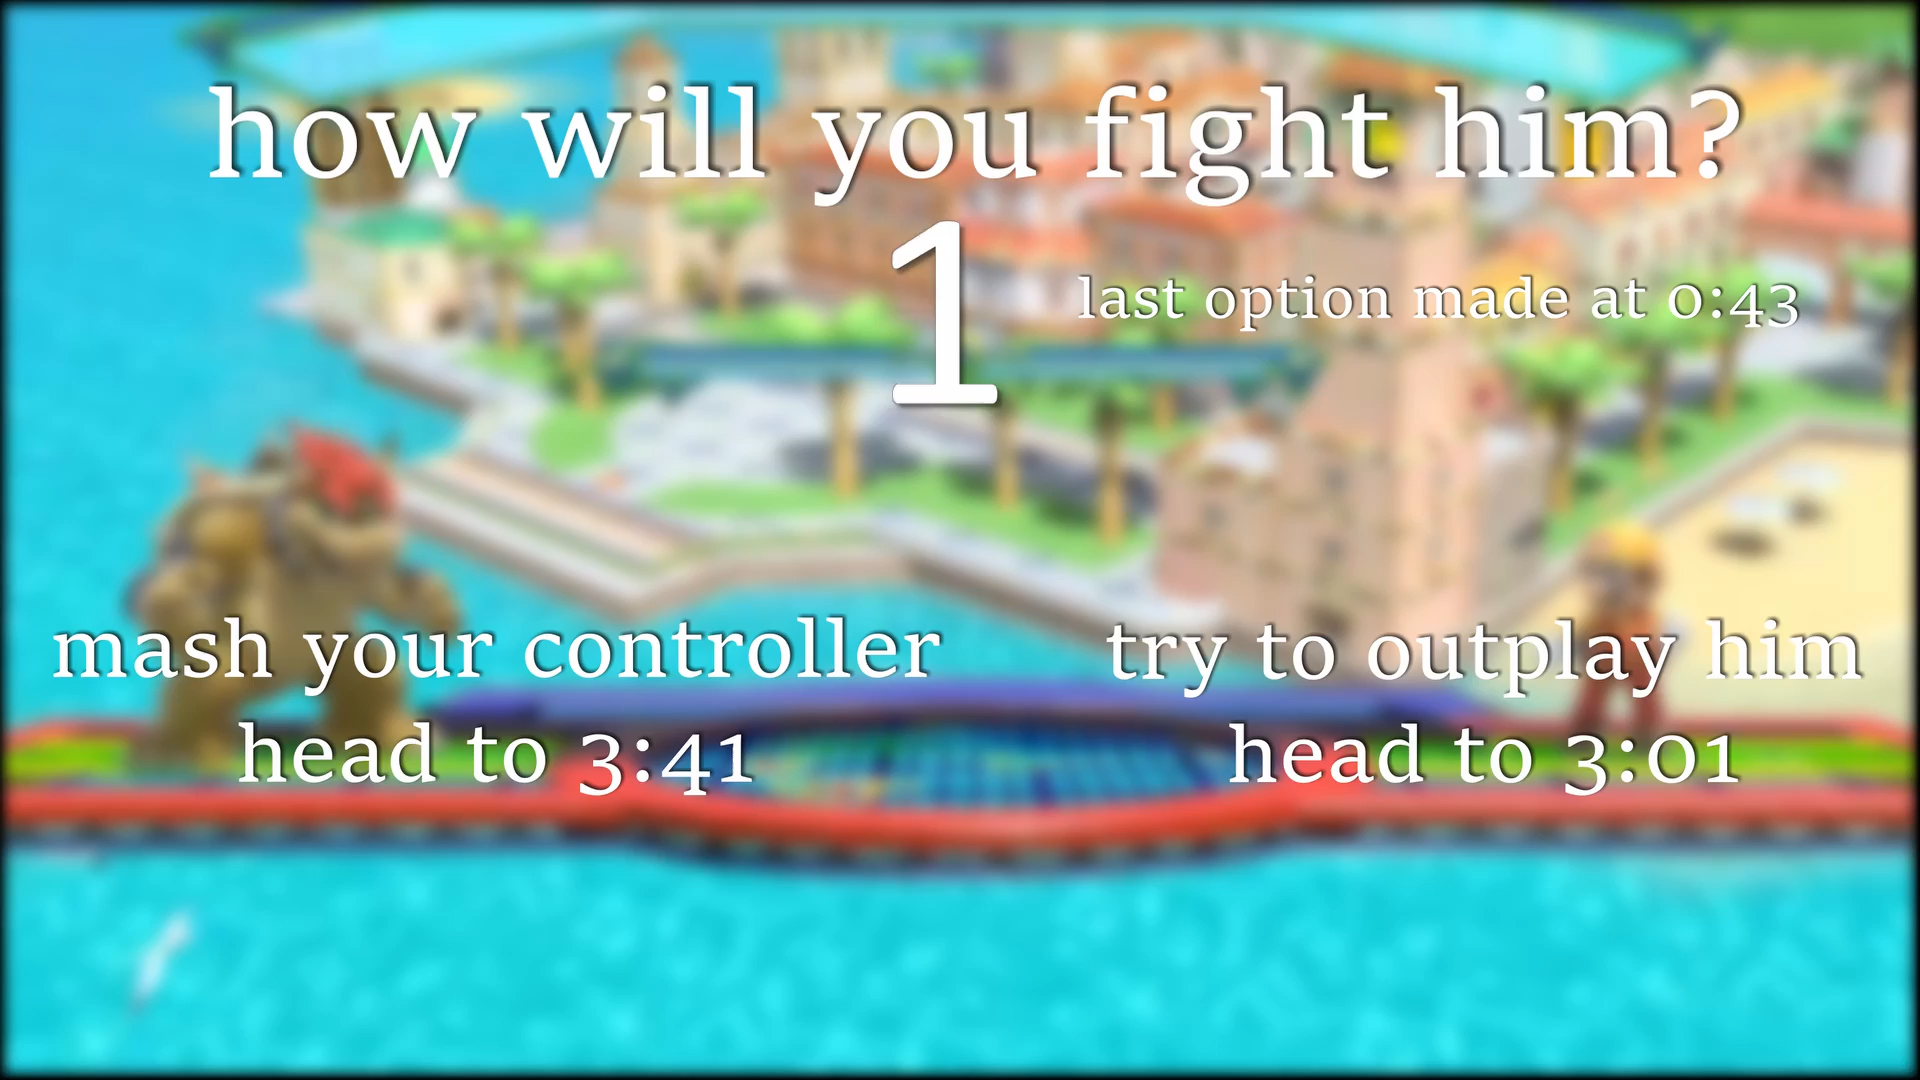 how will you fight him?
1
last option made at 0:43
mash your controller
head to 3:41
try to outplay him
head to 3:01